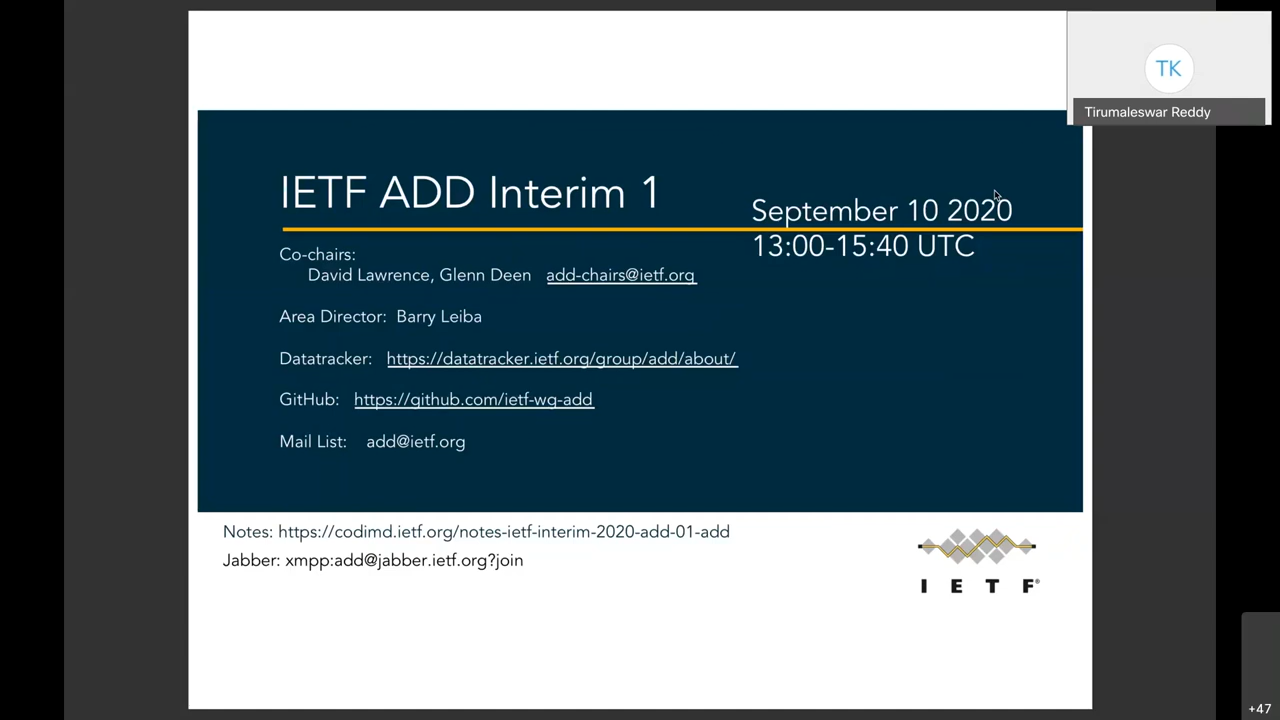 TK
Tirumaleswar Reddy
IETF ADD Interim 1
September 10 2020
13:00-15:40 UTC
Co-chairs:
David Lawrence, Glenn Deen add-chairs@ietf.org
Area Director: Barry Leiba
Datatracker: https://datatracker.ietf.org/group/add/about/
GitHub: https://github.com/ietf-wg-add
Mail List: add@ietf.org
Notes: https://codimd.ietf.org/notes-ietf-interim-2020-add-01-add
Jabber: xmpp:add@jabber.ietf.org?join
I E T F®
+47